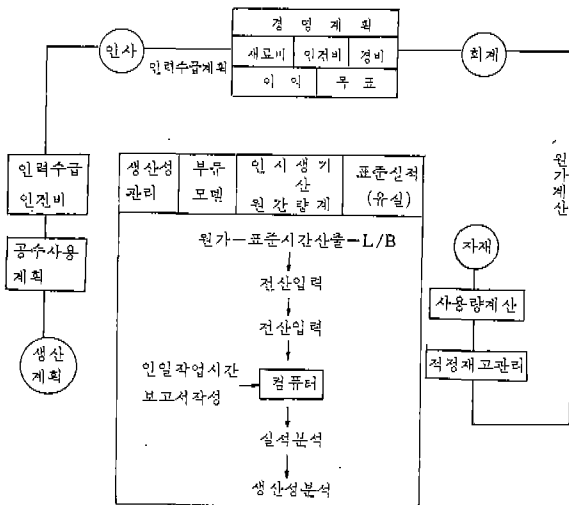 경 영 계 획
인사
회계
재료비 인건비 경비
인력수급계획
이 익 목 표
원가계산
인력수급
인건비
생산성
관리
부문
모델
인 시 생 기
산
원 간 량 계
표준실적
(유실)
공수사용
계획
원가-표준시간산출-L/B
자재
전산입력
사용량계산
전산입력
생산
계획
인일작업시간
보고서작성
컴퓨터
적정재고관리
실적분석
생산성분석